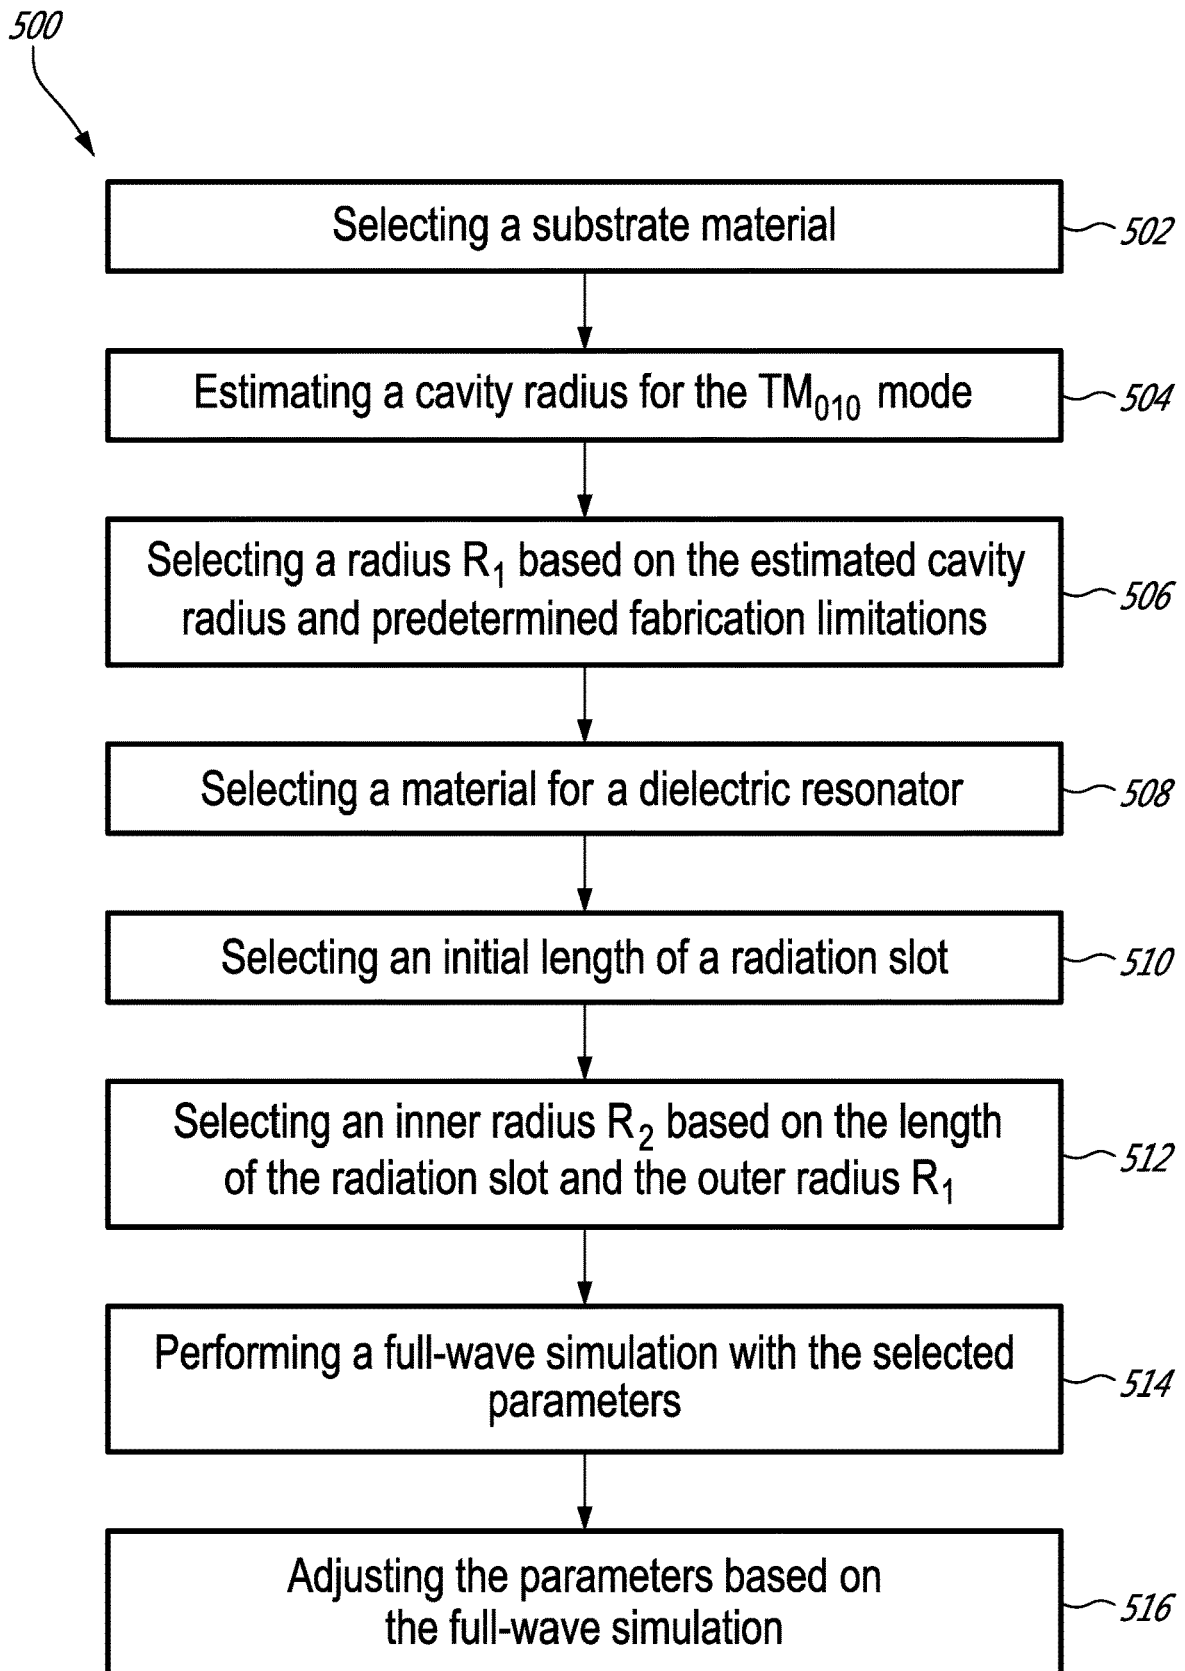 500
Selecting a substrate material
502
Estimating a cavity radius for the TM₀₁₀ mode
504
Selecting a radius R₁ based on the estimated cavity
radius and predetermined fabrication limitations
506
Selecting a material for a dielectric resonator
508
Selecting an initial length of a radiation slot
510
Selecting an inner radius R₂ based on the length
of the radiation slot and the outer radius R₁
512
Performing a full-wave simulation with the selected
parameters
514
Adjusting the parameters based on
the full-wave simulation
516